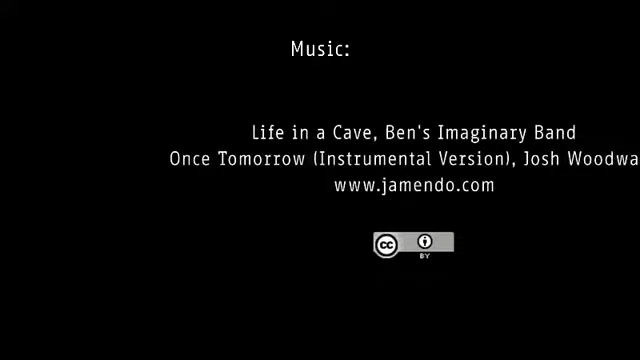 Music:
Life in a Cave, Ben's Imaginary Band
Once Tomorrow (Instrumental Version), Josh Woodwa
www.jamendo.com
cc
BY